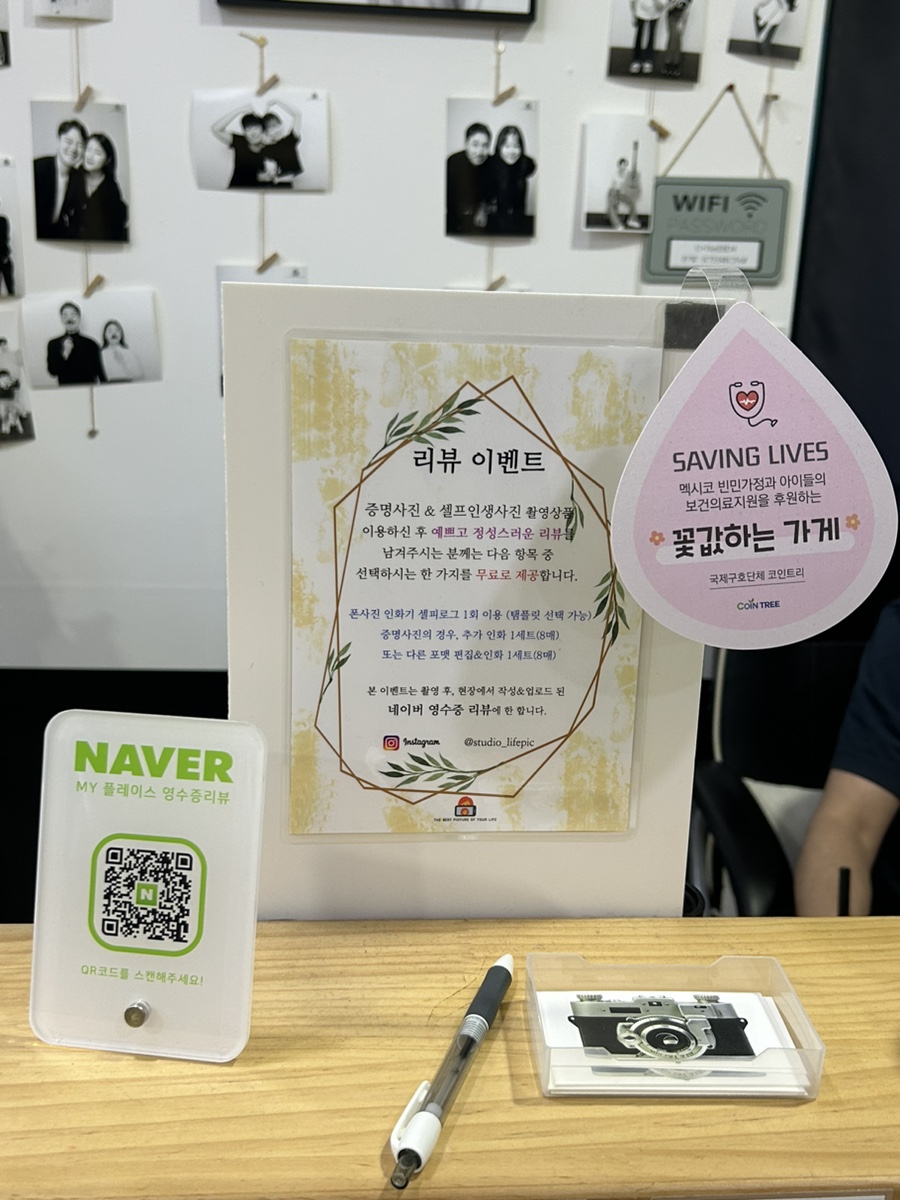 WIFI
PASSWORD
리뷰 이벤트
증명사진 & 셀프인생사진 촬영상품
이용하신 후 예쁘고 정성스러운 리뷰를
남겨주시는 분께는 다음 항목 중
선택하시는 한 가지를 무료로 제공합니다.
폰사진 인화기 셀피로그 1회 이용 (템플릿 선택 가능)
증명사진의 경우, 추가 인화 1세트(8매)
또는 다른 포맷 편집&인화 1세트(8매)
본 이벤트는 촬영 후, 현장에서 작성&업로드 된
네이버 영수증 리뷰에 한 합니다.
Instagram @studio_lifepic
THE BEST PICTURE OF YOUR LIFE
SAVING LIVES
멕시코 빈민가정과 아이들의
보건의료지원을 후원하는
꽃값하는 가게
국제구호단체 코인트리
COIN TREE
NAVER
MY 플레이스 영수증리뷰
N
QR코드를 스캔해주세요!